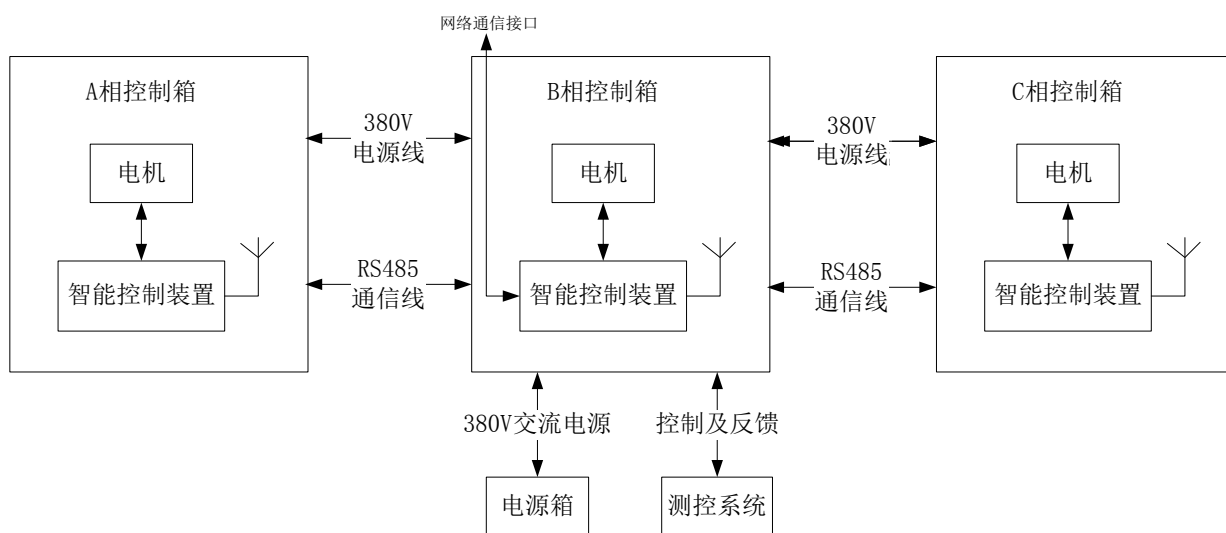 网络通信接口
A相控制箱
B相控制箱
C相控制箱
380V
电源线
380V
电源线
电机
电机
电机
RS485
通信线
RS485
通信线
智能控制装置
智能控制装置
智能控制装置
380V交流电源
控制及反馈
电源箱
测控系统